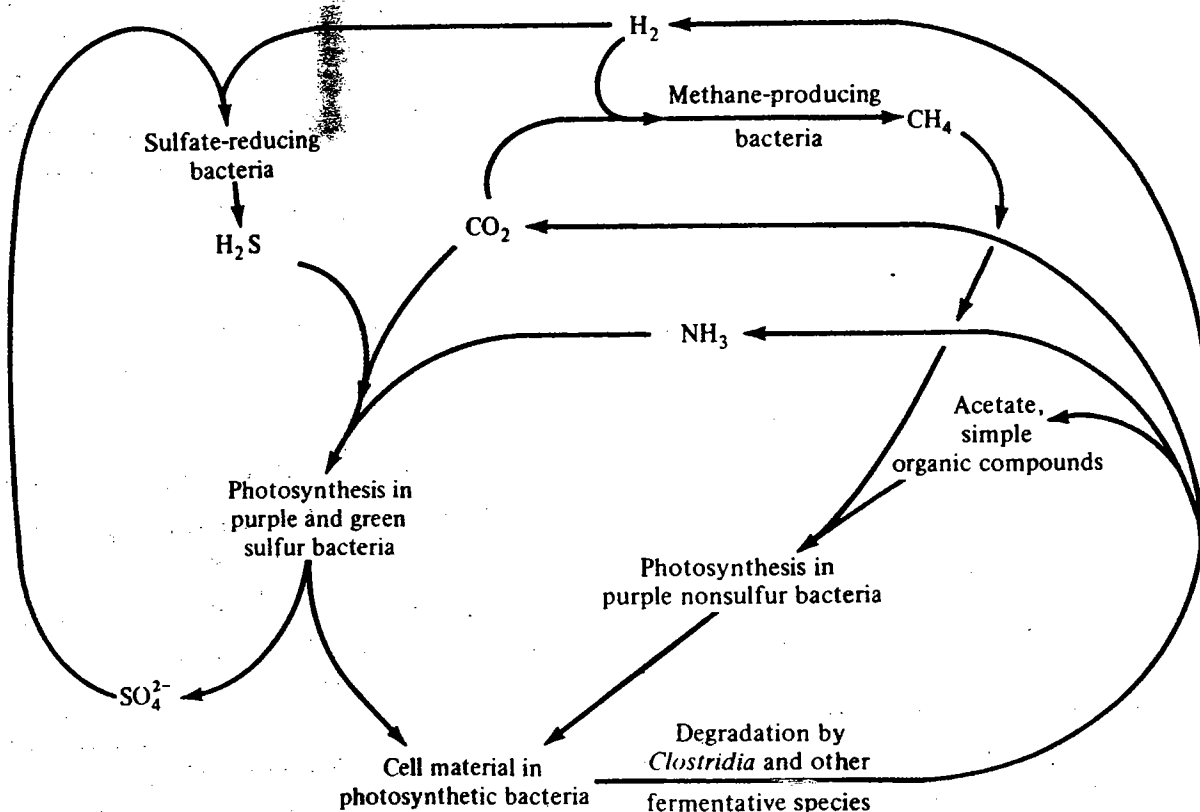 H₂
Methane-producing
bacteria
CH₄
Sulfate-reducing
bacteria
H₂S
CO₂
NH₃
Acetate,
simple
organic compounds
Photosynthesis in
purple and green
sulfur bacteria
Photosynthesis in
purple nonsulfur bacteria
SO₄²⁻
Degradation by
Clostridia and other
fermentative species
Cell material in
photosynthetic bacteria